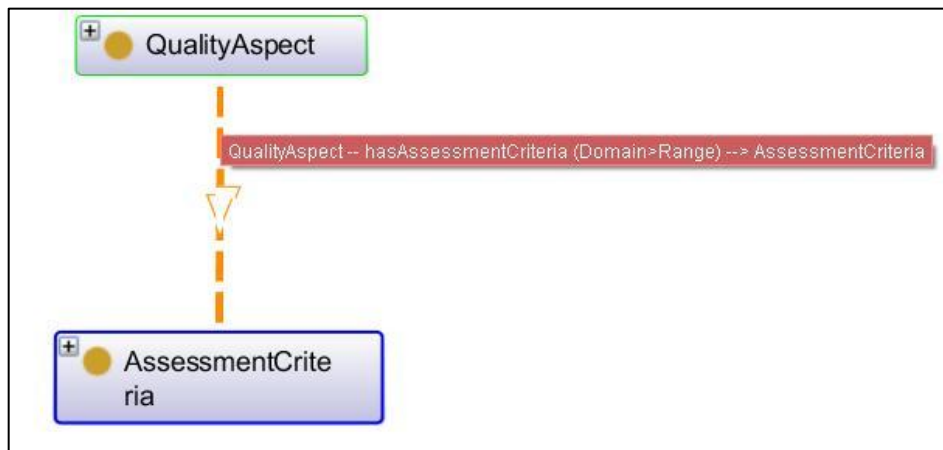 QualityAspect
QualityAspect -- hasAssessmentCriteria (Domain>Range) --> AssessmentCriteria
AssessmentCrite
ria